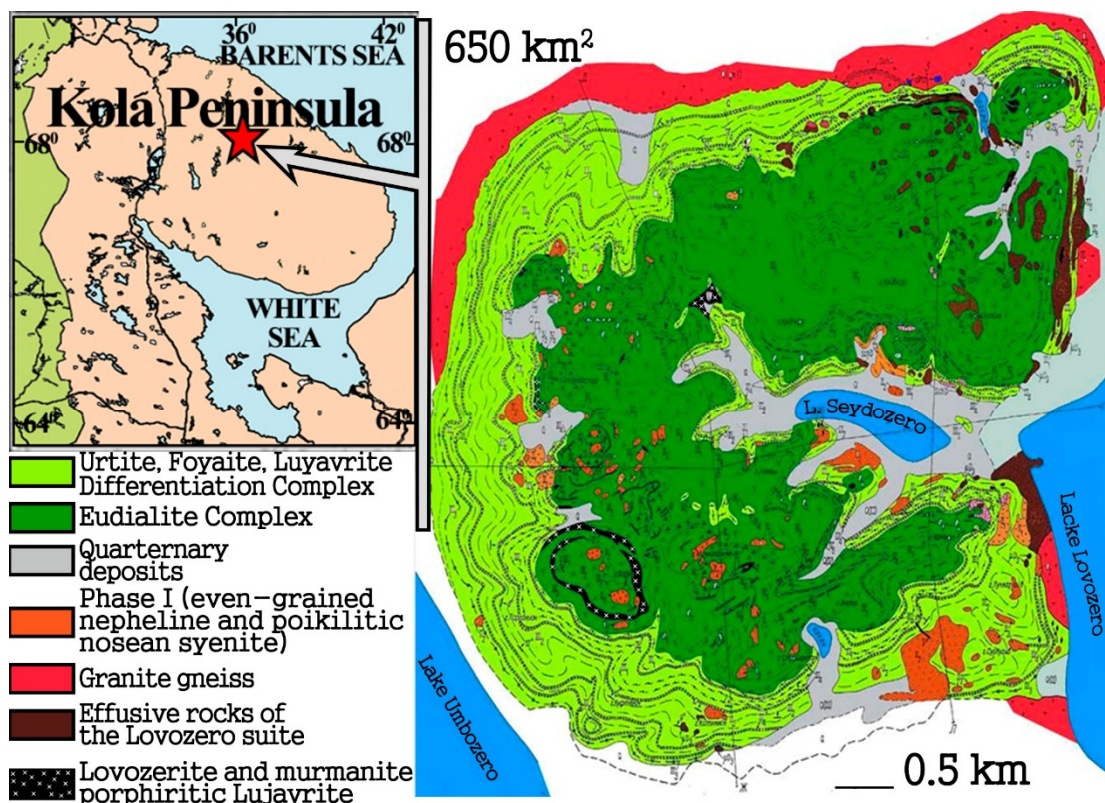 36⁰
42⁰
BARENTS SEA
Kola Peninsula
68⁰
68⁰
WHITE
SEA
64⁰
64⁰
650 km²
L. Seydozero
Lacke Lovozero
Lake Umbozero
0.5 km
Urtite, Foyaite, Luyavrite
Differentiation Complex
Eudialite Complex
Quarternary
deposits
Phase I (even-grained
nepheline and poikilitic
nosean syenite)
Granite gneiss
Effusive rocks of
the Lovozero suite
Lovozerite and murmanite
porphiritic Lujavrite